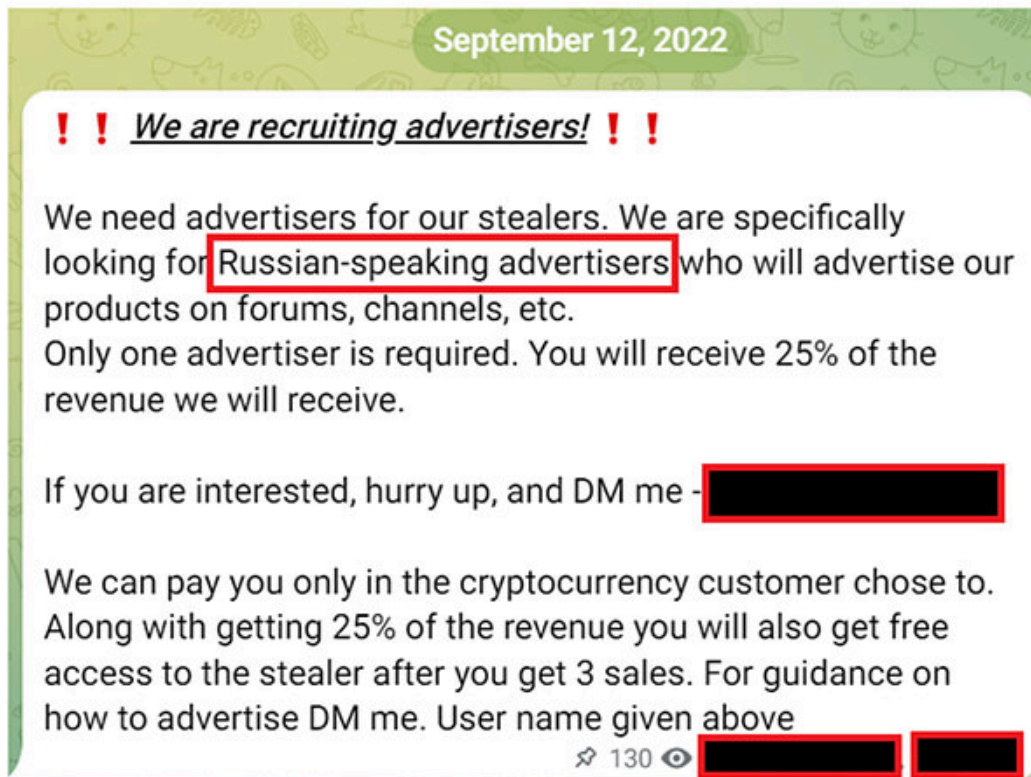 September 12, 2022
❗❗ We are recruiting advertisers! ❗❗
We need advertisers for our stealers. We are specifically
looking for Russian-speaking advertisers who will advertise our
products on forums, channels, etc.
Only one advertiser is required. You will receive 25% of the
revenue we will receive.
If you are interested, hurry up, and DM me -
We can pay you only in the cryptocurrency customer chose to.
Along with getting 25% of the revenue you will also get free
access to the stealer after you get 3 sales. For guidance on
how to advertise DM me. User name given above
130